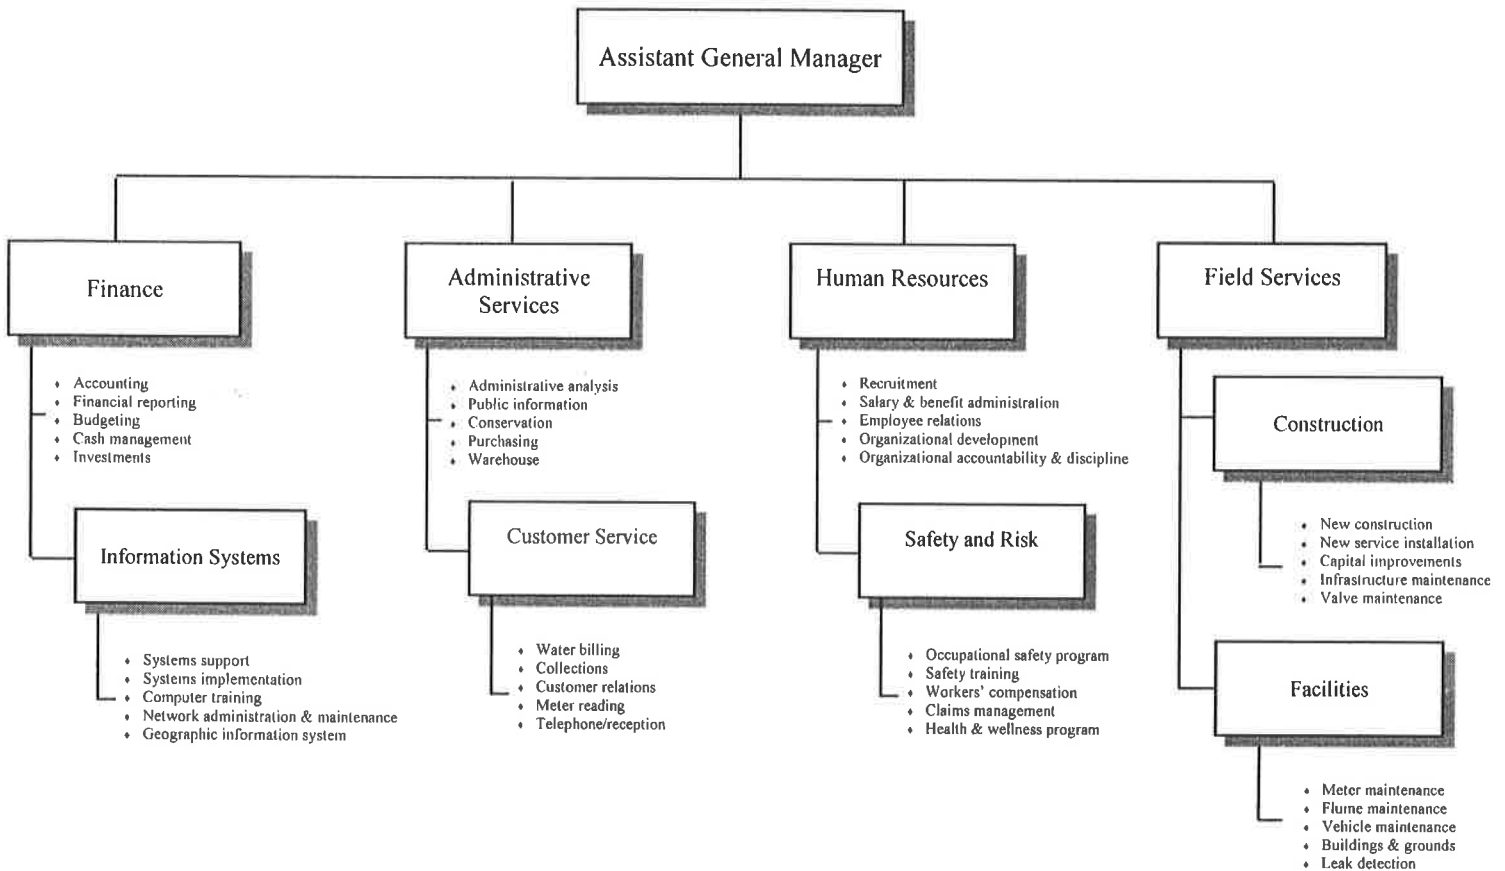 Assistant General Manager
Finance
Administrative
Services
Human Resources
Field Services
♦ Accounting
♦ Financial reporting
♦ Budgeting
♦ Cash management
♦ Investments
♦ Administrative analysis
♦ Public information
♦ Conservation
♦ Purchasing
♦ Warehouse
♦ Recruitment
♦ Salary & benefit administration
♦ Employee relations
♦ Organizational development
♦ Organizational accountability & discipline
Construction
Information Systems
Customer Service
Safety and Risk
♦ New construction
♦ New service installation
♦ Capital improvements
♦ Infrastructure maintenance
♦ Valve maintenance
♦ Systems support
♦ Systems implementation
♦ Computer training
♦ Network administration & maintenance
♦ Geographic information system
♦ Water billing
♦ Collections
♦ Customer relations
♦ Meter reading
♦ Telephone/reception
♦ Occupational safety program
♦ Safety training
♦ Workers' compensation
♦ Claims management
♦ Health & wellness program
Facilities
♦ Meter maintenance
♦ Flume maintenance
♦ Vehicle maintenance
♦ Buildings & grounds
♦ Leak detection